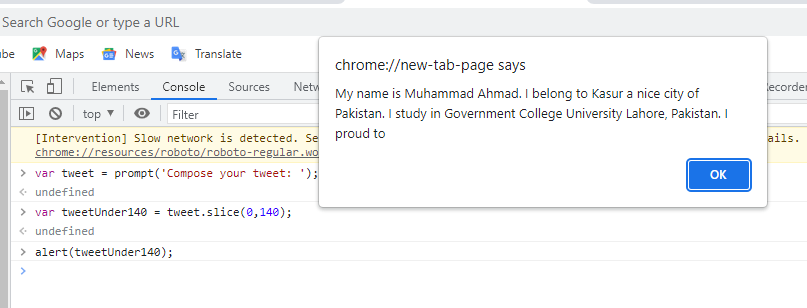 Search Google or type a URL
ube Maps News Translate
chrome://new-tab-page says
My name is Muhammad Ahmad. I belong to Kasur a nice city of
Pakistan. I study in Government College University Lahore, Pakistan. I
proud to
OK
Elements Console Sources Netw Recorder
top Filter
[Intervention] Slow network is detected. Se ails.
chrome://resources/roboto/roboto-regular.wo
var tweet = prompt('Compose your tweet: ');
undefined
var tweetUnder140 = tweet.slice(0,140);
undefined
alert(tweetUnder140);